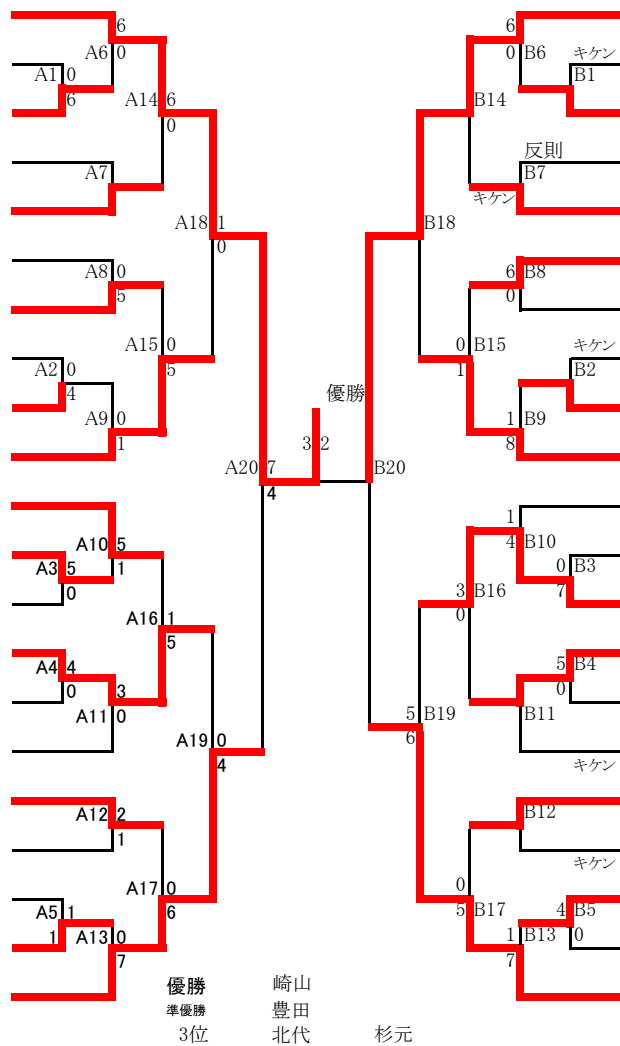 6 6
A6 0 0 B6 キケン
A1 0 B1
6 A14 6 B14
0
A7 反則
B7
キケン
A18 1 B18
0
A8 0 6 B8
5 0
A15 0 0 B15 キケン
A2 0 5 1 B2
4
優勝
A9 0 1 B9
1 8
3 2
A20 7 B20
4
1
A10 5 4 B10
A3 5 1 0 B3
0 7
A16 1 3 B16
5 0
A4 4 5 B4
0 3 0
A11 0 5 B19 B11
A19 0 6
4 キケン
A12 2 B12
1
キケン
A17 0 0
A5 1 6 5 B17 4 B5
1 A13 0 1 B13 0
7 7
優勝 崎山
準優勝 豊田
3位 北代 杉元